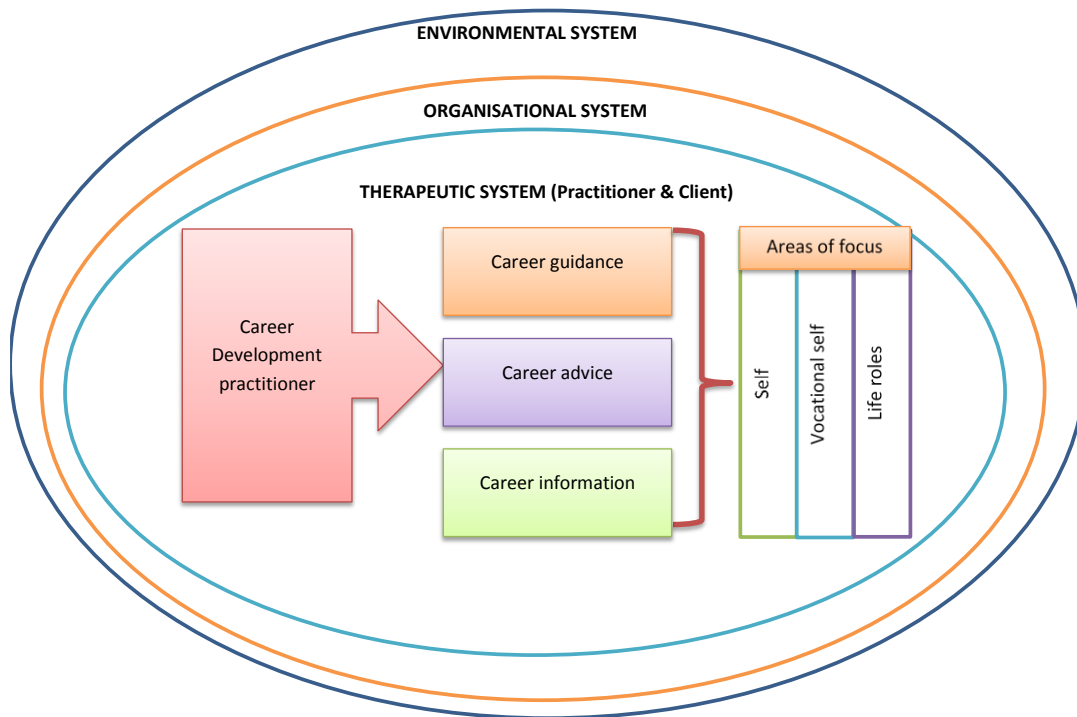 ENVIRONMENTAL SYSTEM
ORGANISATIONAL SYSTEM
THERAPEUTIC SYSTEM (Practitioner & Client)
Career
Development
practitioner
Career guidance
Career advice
Career information
Areas of focus
Self
Vocational self
Life roles